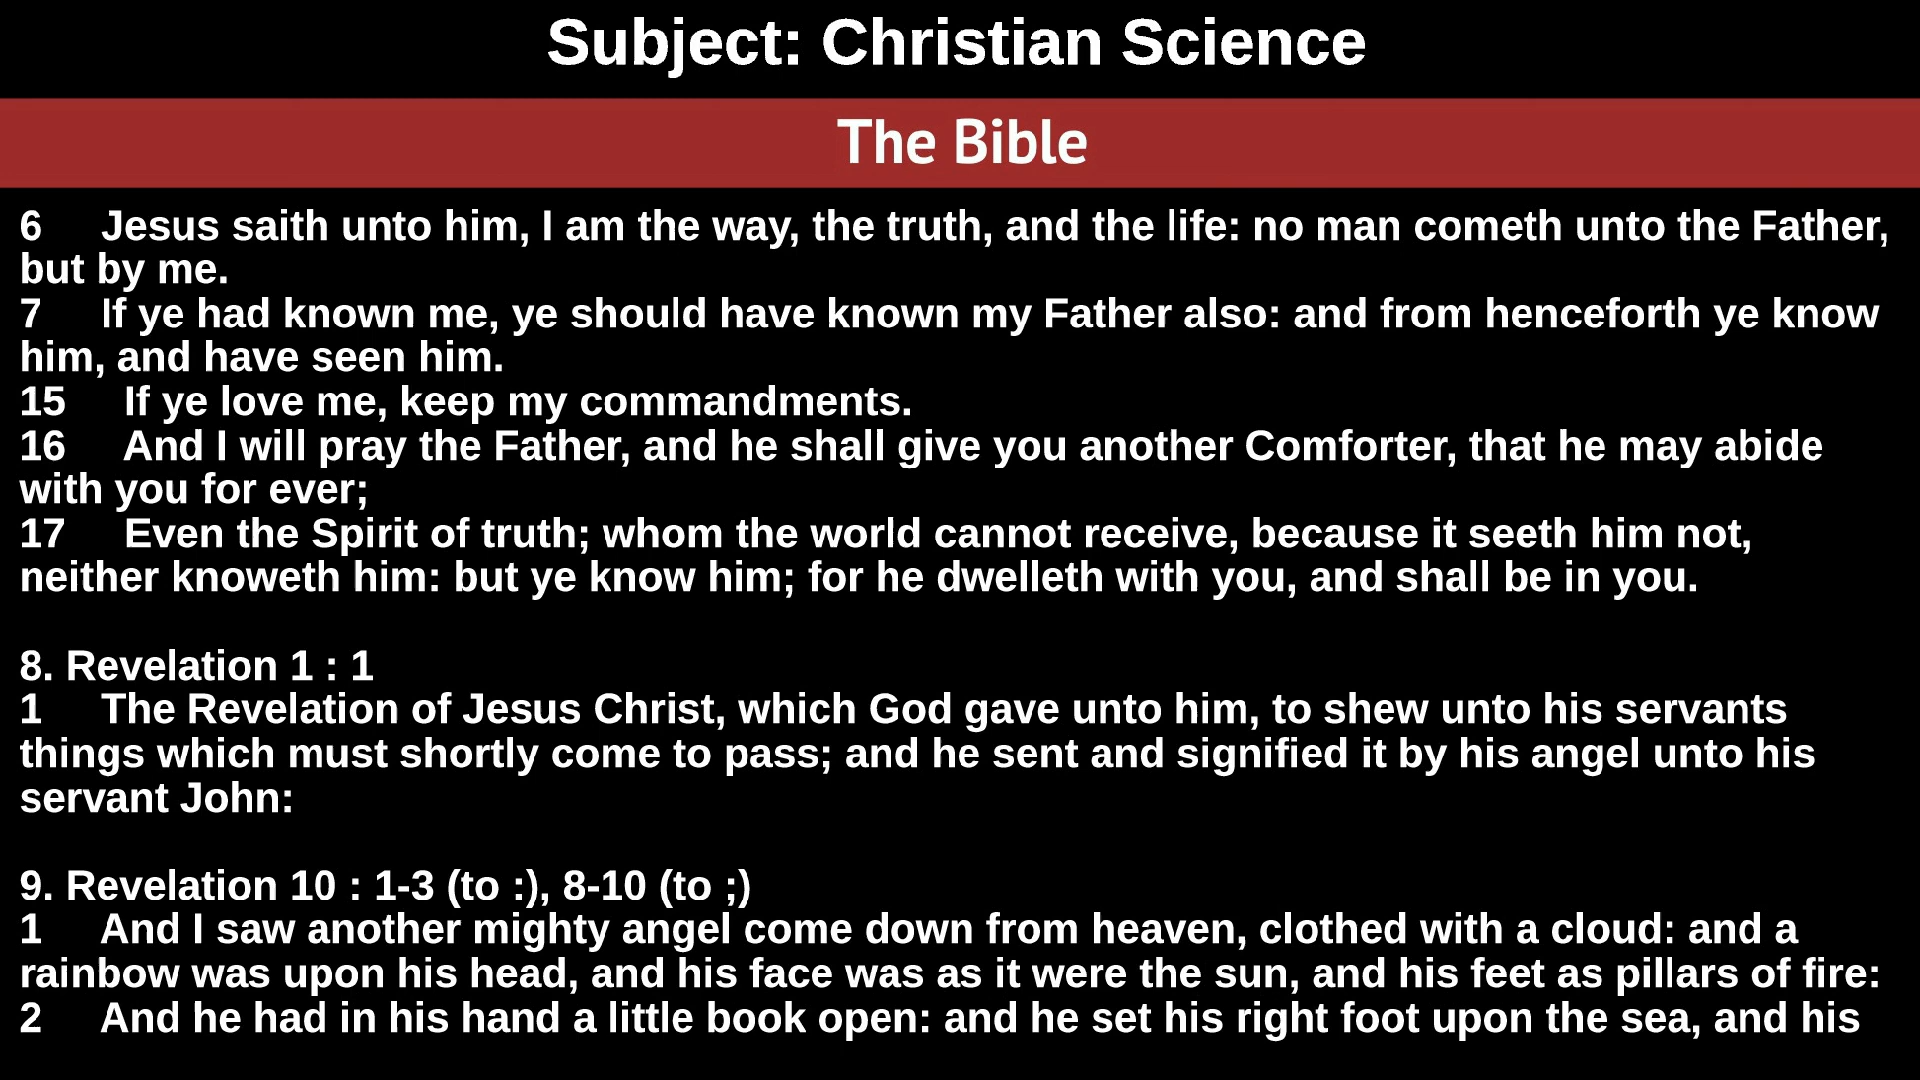 Subject: Christian Science
The Bible
6 Jesus saith unto him, I am the way, the truth, and the life: no man cometh unto the Father,
but by me.
7 If ye had known me, ye should have known my Father also: and from henceforth ye know
him, and have seen him.
15 If ye love me, keep my commandments.
16 And I will pray the Father, and he shall give you another Comforter, that he may abide
with you for ever;
17 Even the Spirit of truth; whom the world cannot receive, because it seeth him not,
neither knoweth him: but ye know him; for he dwelleth with you, and shall be in you.
8. Revelation 1 : 1
1 The Revelation of Jesus Christ, which God gave unto him, to shew unto his servants
things which must shortly come to pass; and he sent and signified it by his angel unto his
servant John:
9. Revelation 10 : 1-3 (to :), 8-10 (to ;)
1 And I saw another mighty angel come down from heaven, clothed with a cloud: and a
rainbow was upon his head, and his face was as it were the sun, and his feet as pillars of fire:
2 And he had in his hand a little book open: and he set his right foot upon the sea, and his